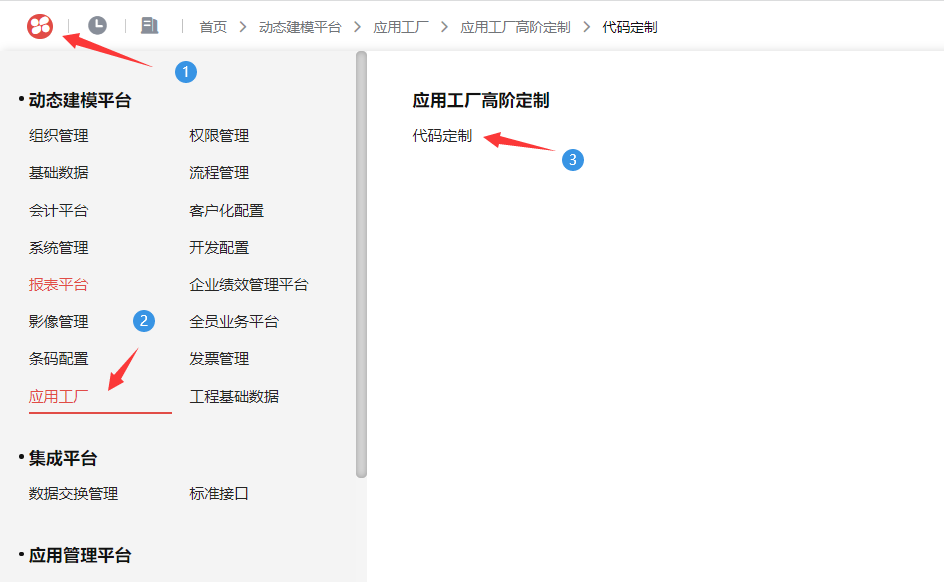 首页 > 动态建模平台 > 应用工厂 > 应用工厂高阶定制 > 代码定制
1
• 动态建模平台
组织管理 权限管理
基础数据 流程管理
会计平台 客户化配置
系统管理 开发配置
报表平台 企业绩效管理平台
影像管理 2 全员业务平台
条码配置 发票管理
应用工厂 工程基础数据
• 集成平台
数据交换管理 标准接口
• 应用管理平台
应用工厂高阶定制
代码定制
3